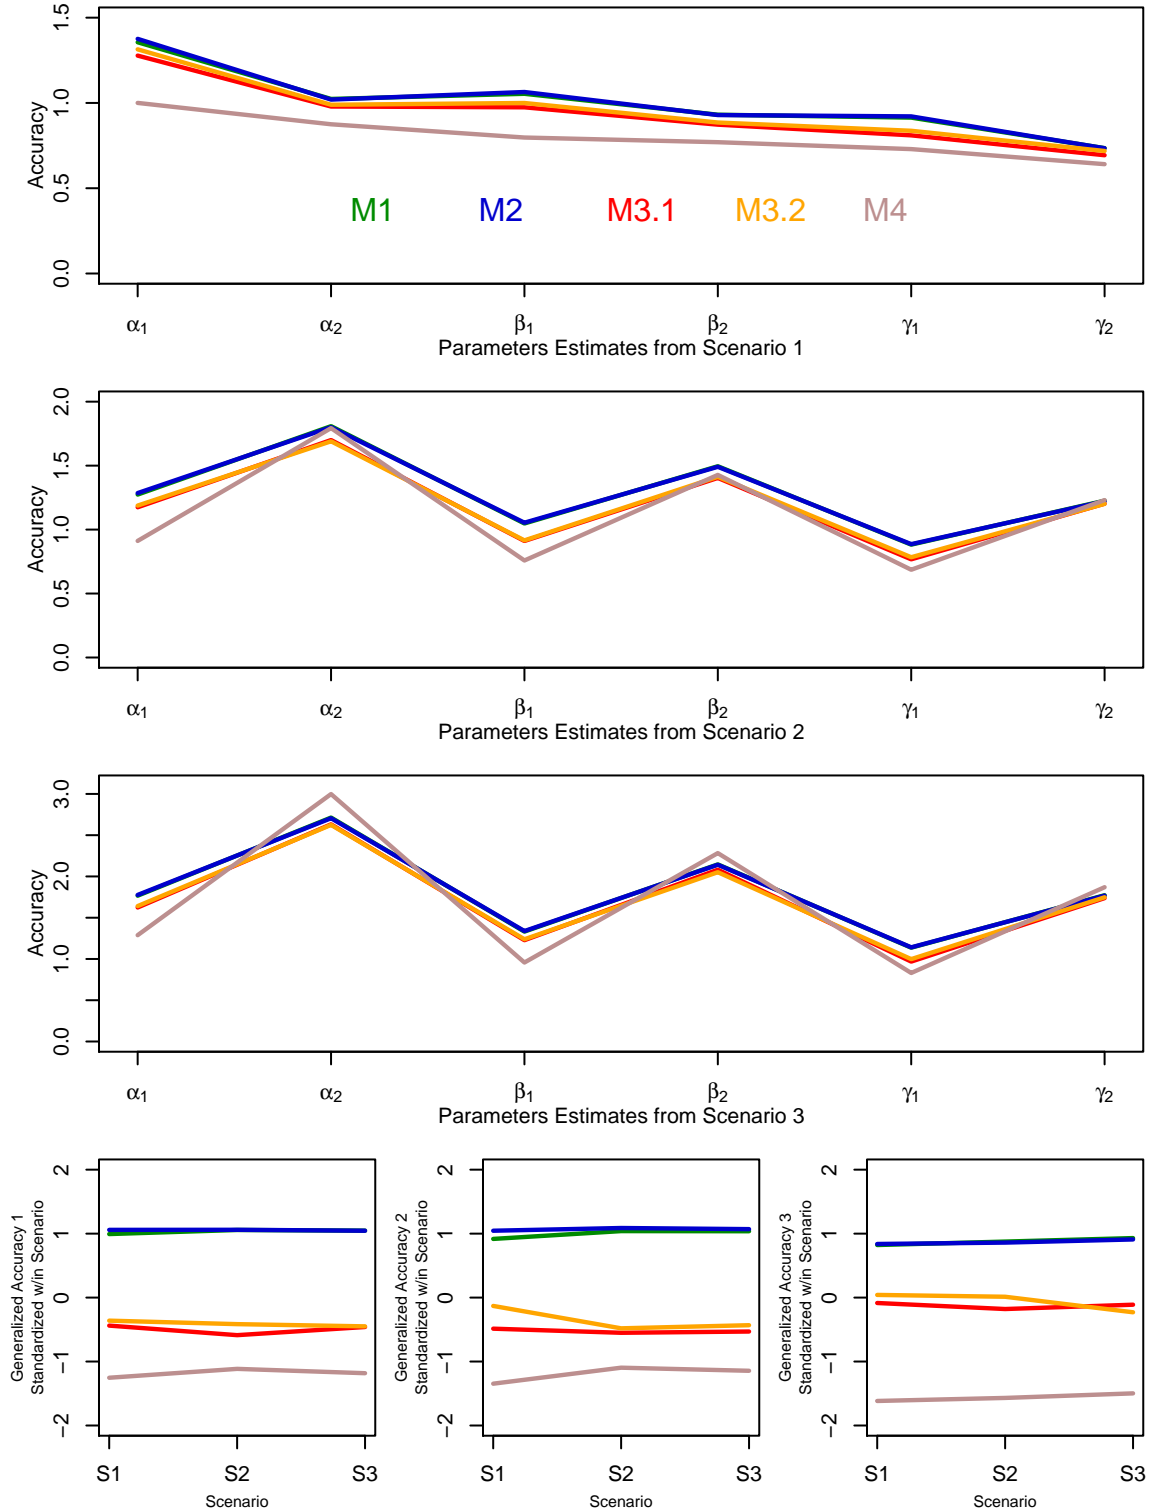 Accuracy
0.0 0.5 1.0 1.5
M1 M2 M3.1 M3.2 M4
α1 α2 β1 β2 γ1 γ2
Parameters Estimates from Scenario 1
Accuracy
0.0 0.5 1.0 1.5 2.0
α1 α2 β1 β2 γ1 γ2
Parameters Estimates from Scenario 2
Accuracy
0.0 1.0 2.0 3.0
α1 α2 β1 β2 γ1 γ2
Parameters Estimates from Scenario 3
Generalized Accuracy 1
Standardized w/in Scenario
−2 −1 0 1 2
S1 S2 S3
Scenario
Generalized Accuracy 2
Standardized w/in Scenario
−2 −1 0 1 2
S1 S2 S3
Scenario
Generalized Accuracy 3
Standardized w/in Scenario
−2 −1 0 1 2
S1 S2 S3
Scenario